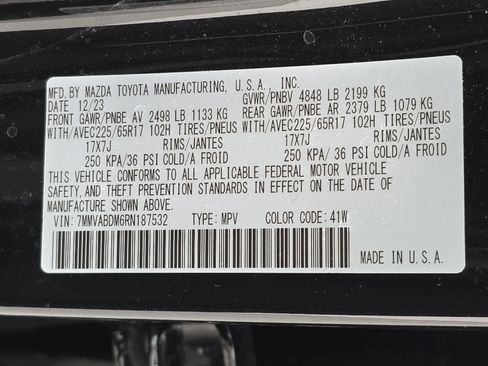 MFD. BY MAZDA TOYOTA MANUFACTURING, U.S.A. INC.
DATE 12/23 GVWR/PNBV 4848 LB 2199 KG
FRONT GAWR/PNBE AV 2498 LB 1133 KG REAR GAWR/PNBE AR 2379 LB 1079 KG
WITH/AVEC225/65R17 102H TIRES/PNEUS WITH/AVEC225/65R17 102H TIRES/PNEUS
17X7J RIMS/JANTES 17X7J RIMS/JANTES
250 KPA/36 PSI COLD/A FROID 250 KPA/36 PSI COLD/A FROID
THIS VEHICLE CONFORMS TO ALL APPLICABLE FEDERAL MOTOR VEHICLE
SAFETY, AND THEFT PREVENTION STANDARDS IN EFFECT ON THE DATE OF
MANUFACTURE SHOWN ABOVE.
VIN: 7MMVABDM6RN187532 TYPE: MPV COLOR: 41W
MADE IN U.S.A.